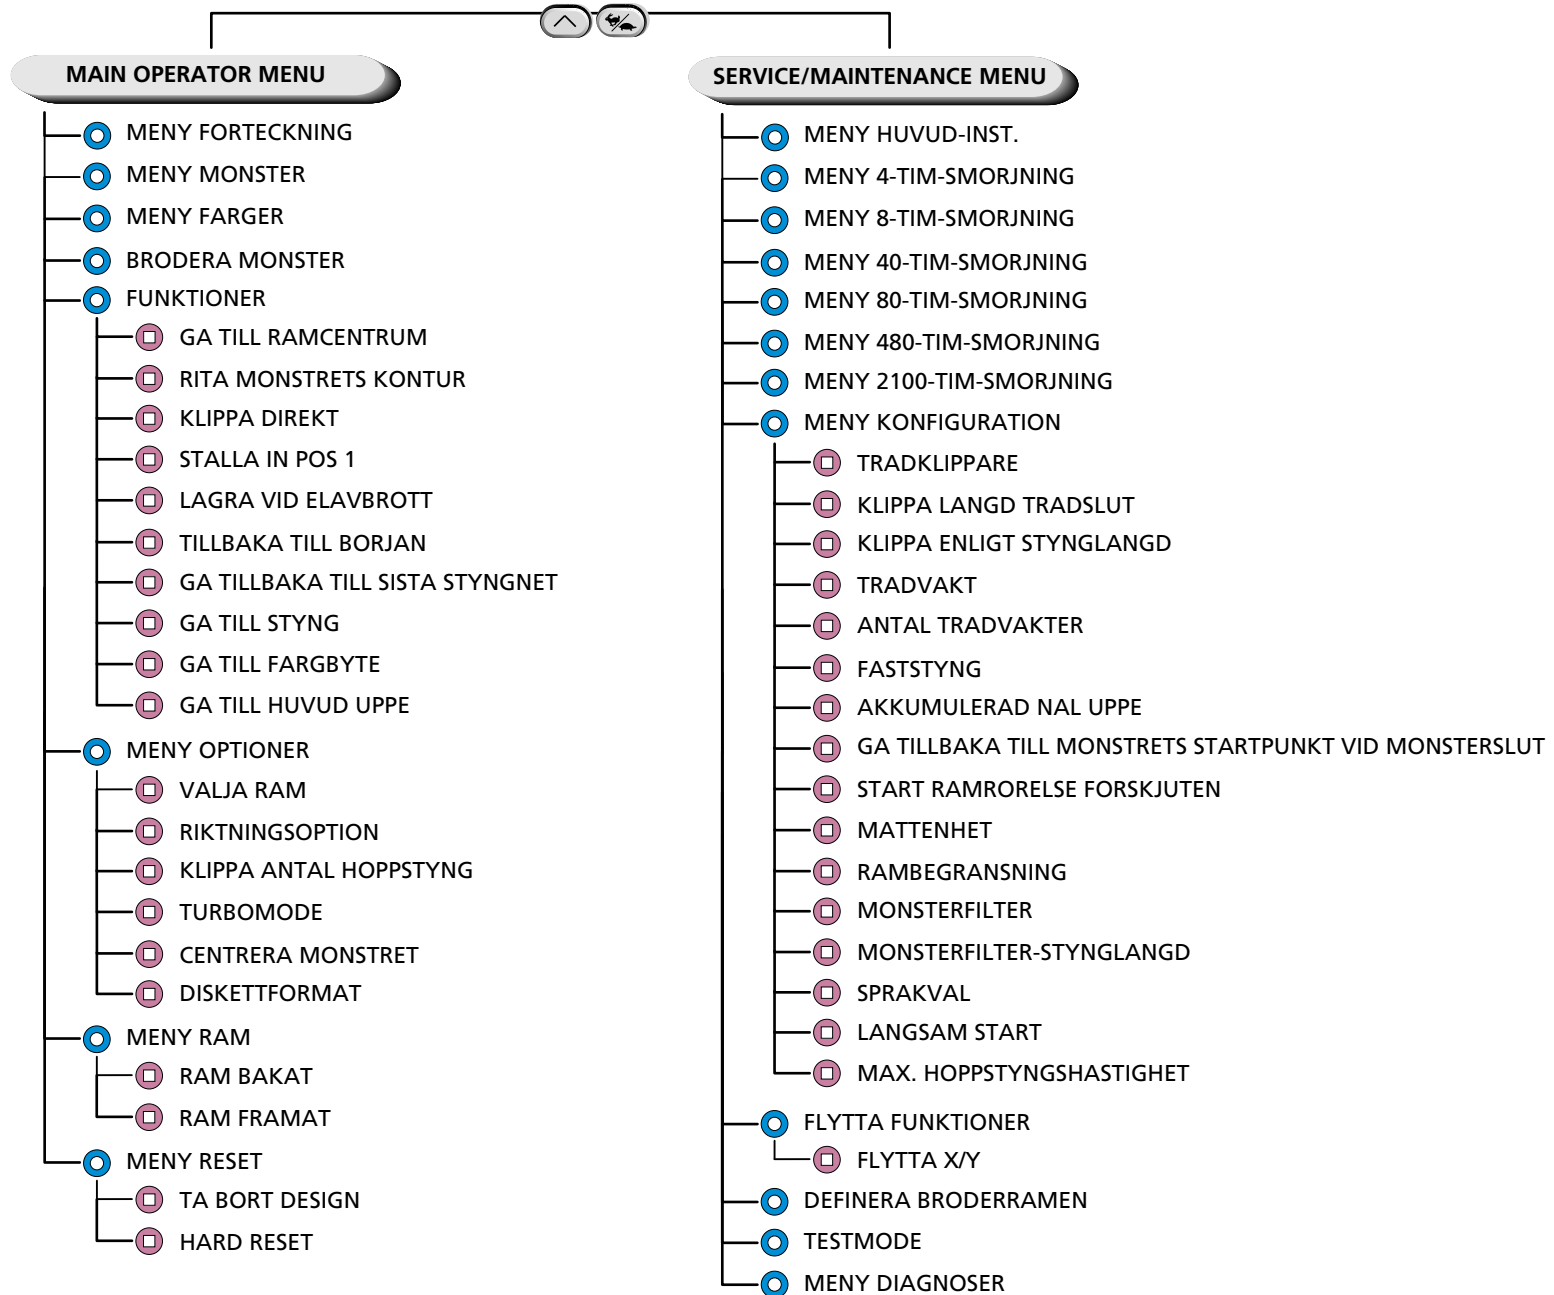 MAIN OPERATOR MENU
MENY FORTECKNING
MENY MONSTER
MENY FARGER
BRODERA MONSTER
FUNKTIONER
GA TILL RAMCENTRUM
RITA MONSTRETS KONTUR
KLIPPA DIREKT
STALLA IN POS 1
LAGRA VID ELAVBROTT
TILLBAKA TILL BORJAN
GA TILLBAKA TILL SISTA STYNGNET
GA TILL STYNG
GA TILL FARGBYTE
GA TILL HUVUD UPPE
MENY OPTIONER
VALJA RAM
RIKTNINGSOPTION
KLIPPA ANTAL HOPPSTYNG
TURBOMODE
CENTRERA MONSTRET
DISKETTFORMAT
MENY RAM
RAM BAKAT
RAM FRAMAT
MENY RESET
TA BORT DESIGN
HARD RESET
SERVICE/MAINTENANCE MENU
MENY HUVUD-INST.
MENY 4-TIM-SMORJNING
MENY 8-TIM-SMORJNING
MENY 40-TIM-SMORJNING
MENY 80-TIM-SMORJNING
MENY 480-TIM-SMORJNING
MENY 2100-TIM-SMORJNING
MENY KONFIGURATION
TRADKLIPPARE
KLIPPA LANGD TRADSLUT
KLIPPA ENLIGT STYNGLANGD
TRADVAKT
ANTAL TRADVAKTER
FASTSTYNG
AKKUMULERAD NAL UPPE
GA TILLBAKA TILL MONSTRETS STARTPUNKT VID MONSTERSLUT
START RAMRORELSE FORSKJUTEN
MATTENHET
RAMBEGRANSNING
MONSTERFILTER
MONSTERFILTER-STYNGLANGD
SPRAKVAL
LANGSAM START
MAX. HOPPSTYNGSHASTIGHET
FLYTTA FUNKTIONER
FLYTTA X/Y
DEFINERA BRODERRAMEN
TESTMODE
MENY DIAGNOSER